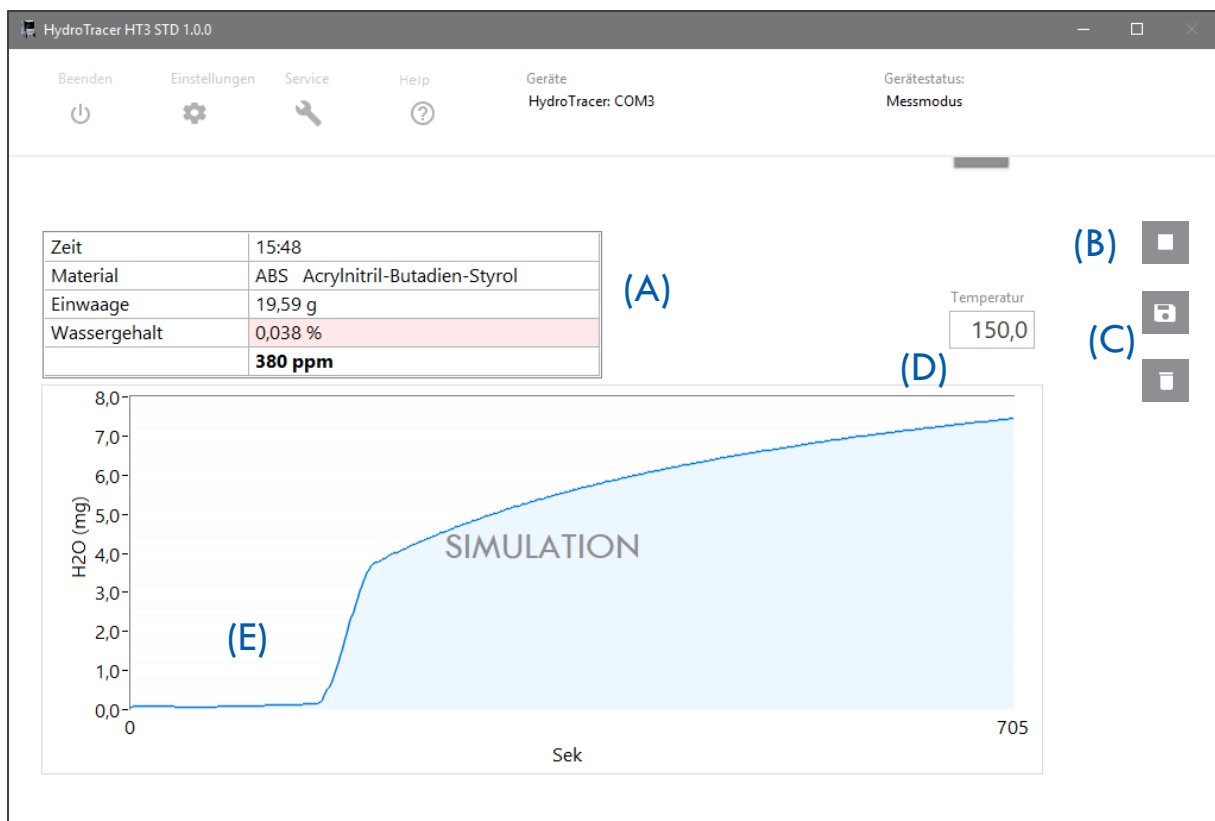 HydroTracer HT3 STD 1.0.0
Beenden Einstellungen Service Help Geräte Gerätestatus:
HydroTracer: COM3 Messmodus
(B)
Zeit 15:48
Material ABS Acrylnitril-Butadien-Styrol
(A)
Einwaage 19,59 g
Temperatur
Wassergehalt 0,038 %
150,0
(C)
380 ppm
(D)
8,0
7,0
6,0
5,0
4,0
3,0
2,0
1,0
0,0
H2O (mg)
SIMULATION
(E)
0 705
Sek